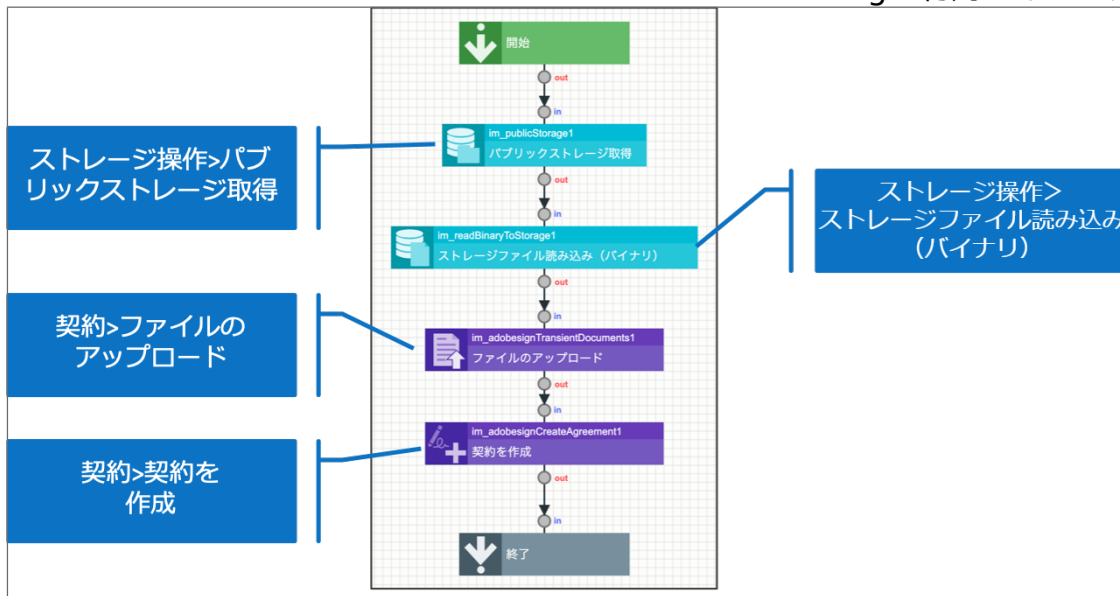 開始
out
in
im_publicStorage1
パブリックストレージ取得
out
in
im_readBinaryToStorage1
ストレージファイル読み込み（バイナリ）
out
in
im_adobesignTransientDocuments1
ファイルのアップロード
out
in
im_adobesignCreateAgreement1
契約を作成
out
in
終了
ストレージ操作>パブ
リックストレージ取得
ストレージ操作>
ストレージファイル読み込み
（バイナリ）
契約>ファイルの
アップロード
契約>契約を
作成